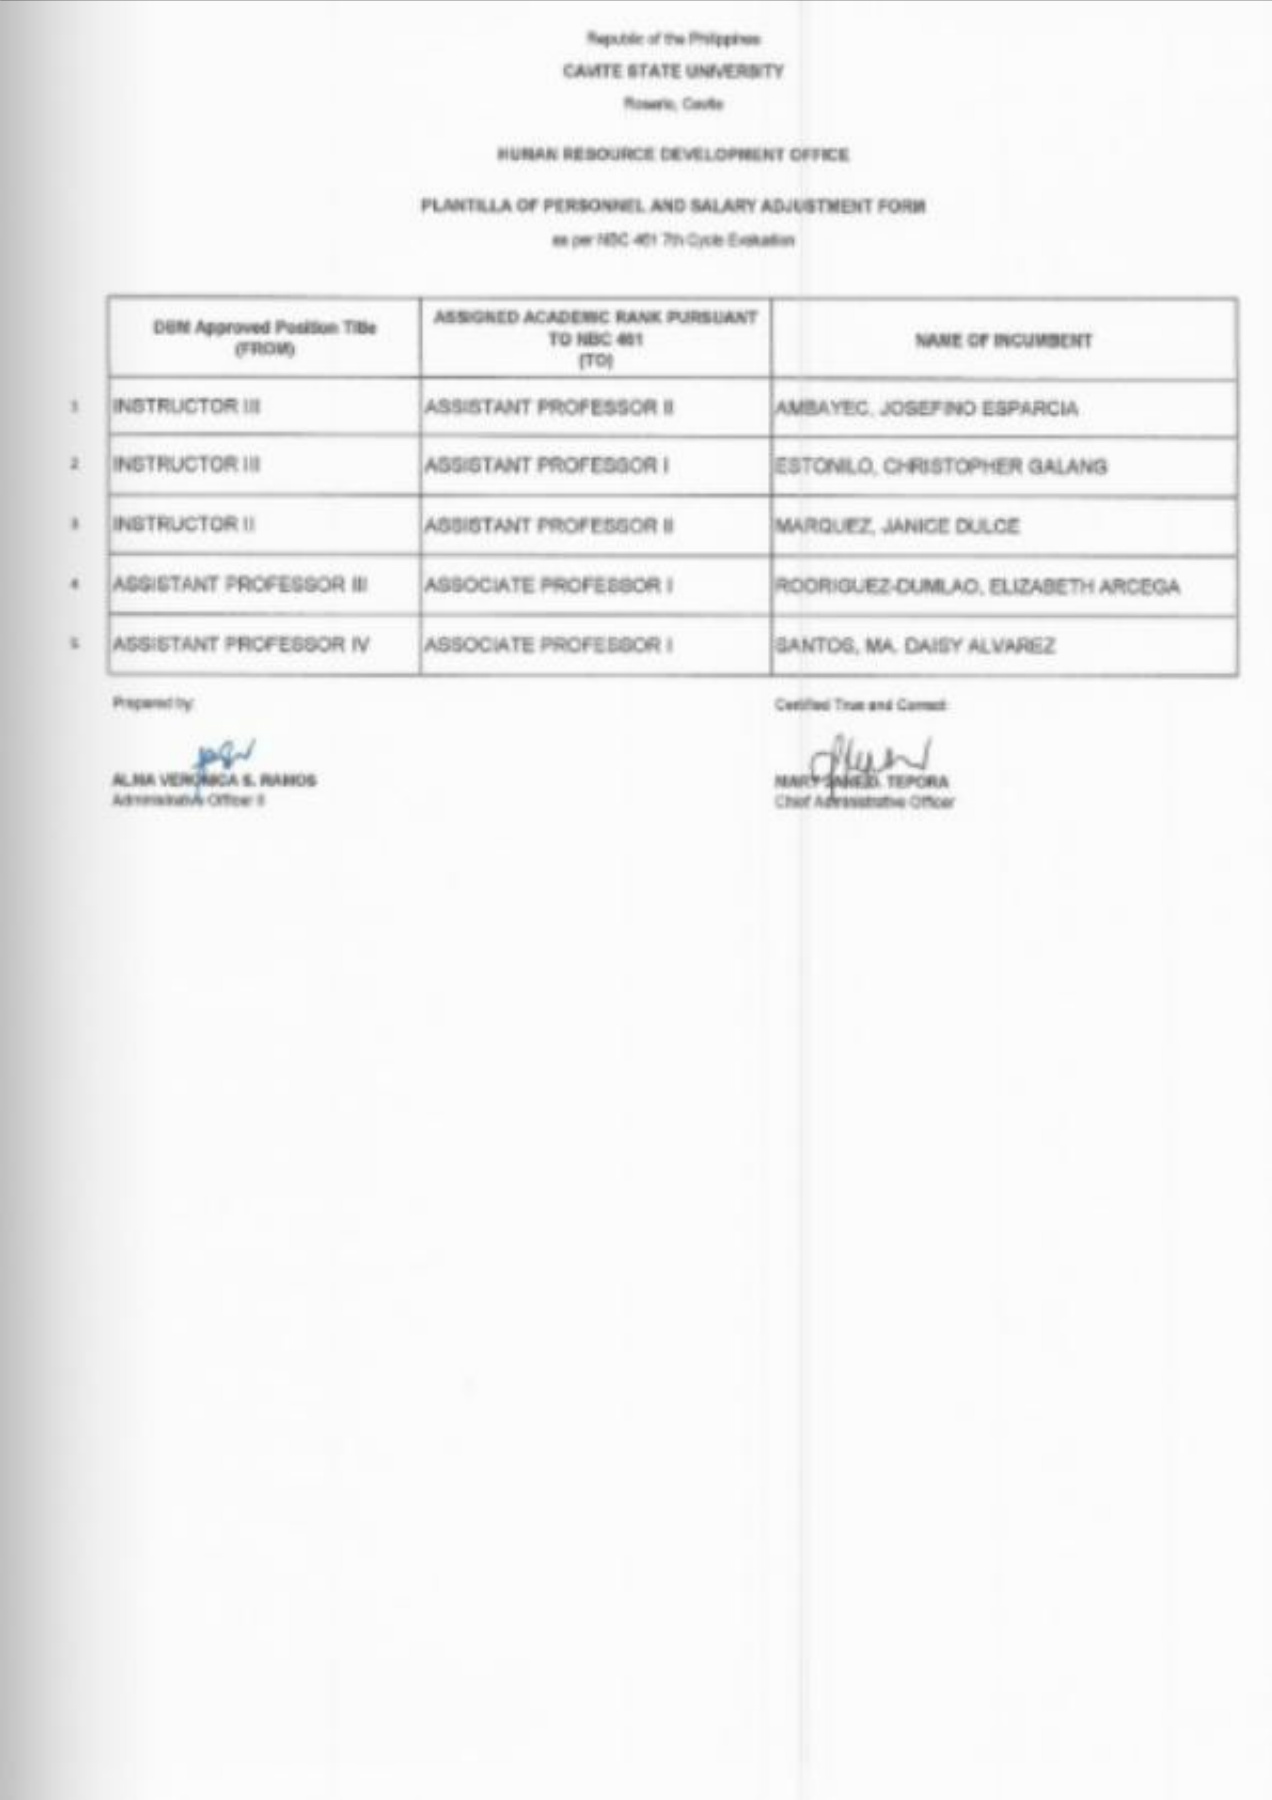 Republic of the Philippines
CAVITE STATE UNIVERSITY
Rosario, Cavite
HUMAN RESOURCE DEVELOPMENT OFFICE
PLANTILLA OF PERSONNEL AND SALARY ADJUSTMENT FORM
as per NBC 461 7th Cycle Evaluation
DBM Approved Position Title
(FROM)
ASSIGNED ACADEMIC RANK PURSUANT
TO NBC 461
(TO)
NAME OF INCUMBENT
1 INSTRUCTOR III ASSISTANT PROFESSOR II AMBAYEC, JOSEFINO ESPARCIA
2 INSTRUCTOR III ASSISTANT PROFESSOR I ESTONILO, CHRISTOPHER GALANG
3 INSTRUCTOR II ASSISTANT PROFESSOR II MARQUEZ, JANICE DULCE
4 ASSISTANT PROFESSOR III ASSOCIATE PROFESSOR I RODRIGUEZ-DUMLAO, ELIZABETH ARCEGA
5 ASSISTANT PROFESSOR IV ASSOCIATE PROFESSOR I SANTOS, MA. DAISY ALVAREZ
Prepared by:
Certified True and Correct:
ALMA VERONICA S. RAMOS
Administrative Officer II
MARY JANE D. TEPORA
Chief Administrative Officer